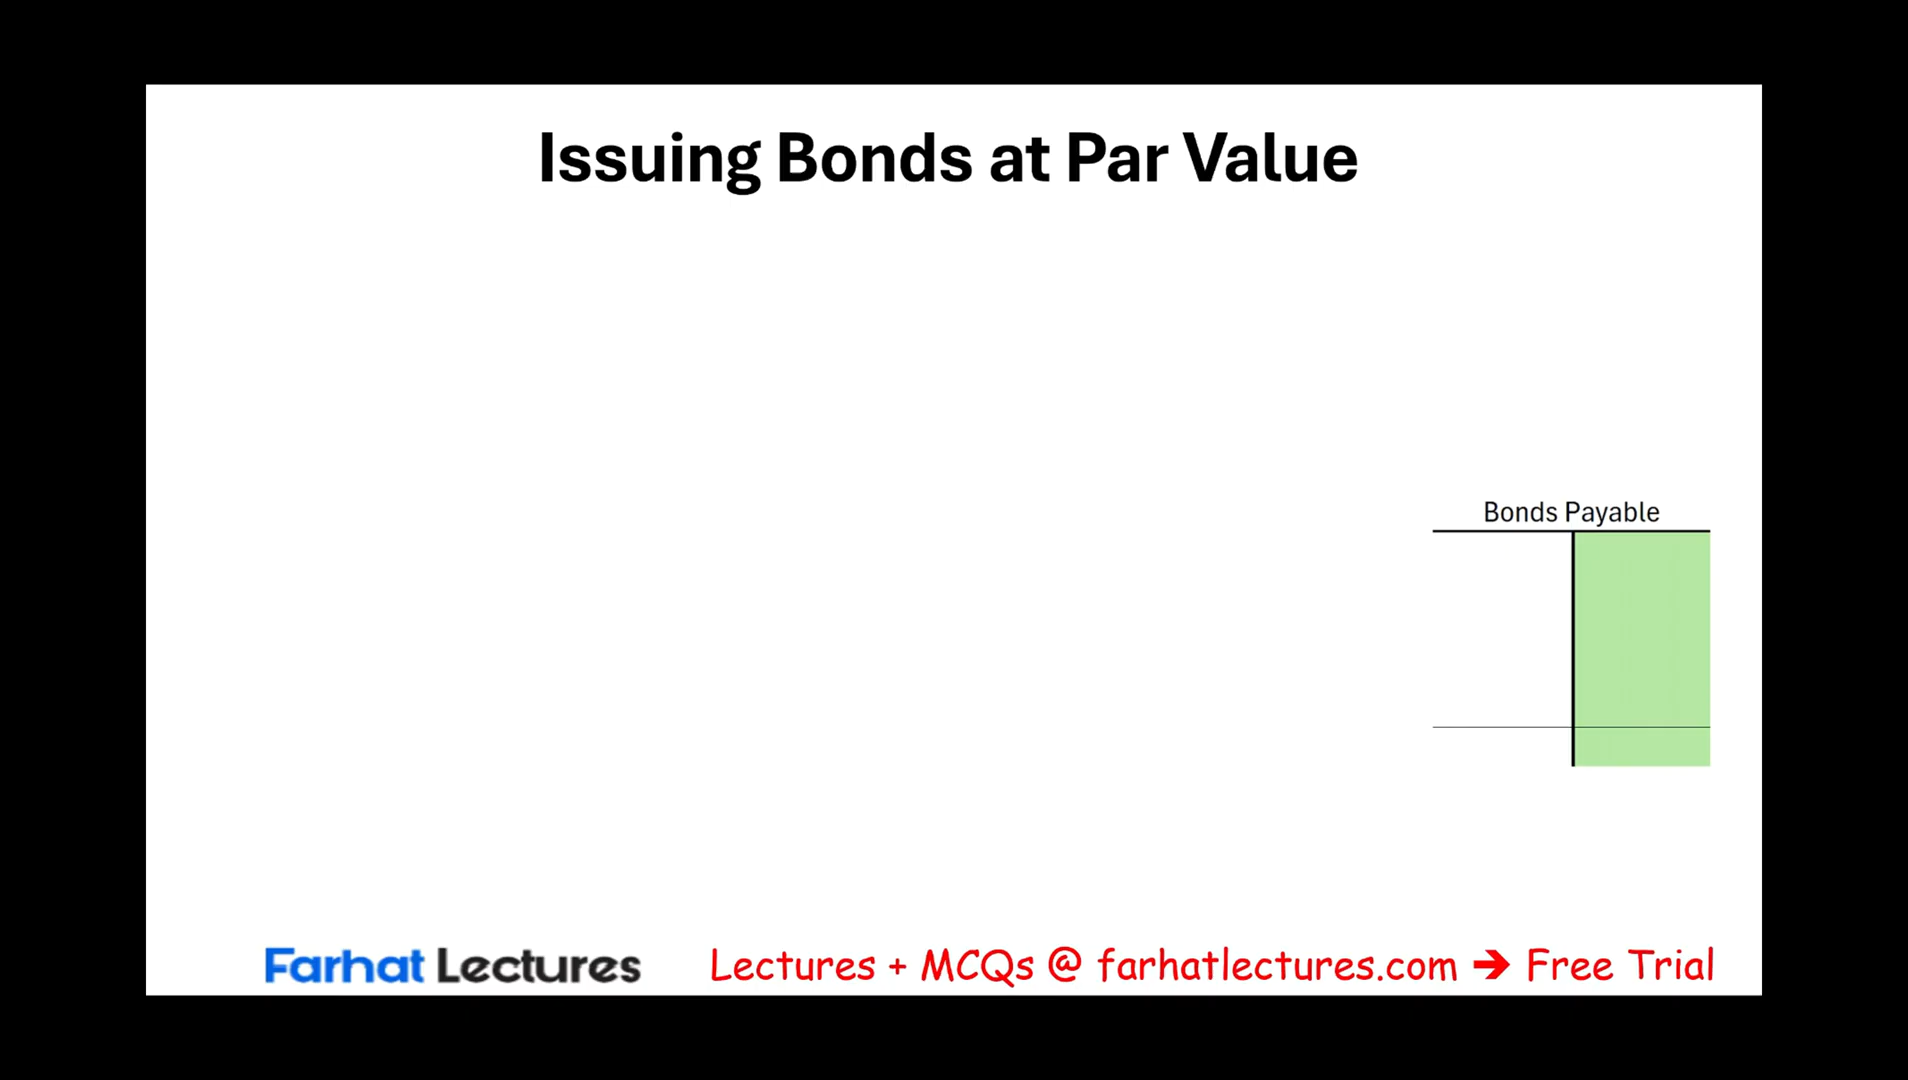 Issuing Bonds at Par Value
Bonds Payable
Farhat Lectures
Lectures + MCQs @ farhatlectures.com ➔ Free Trial